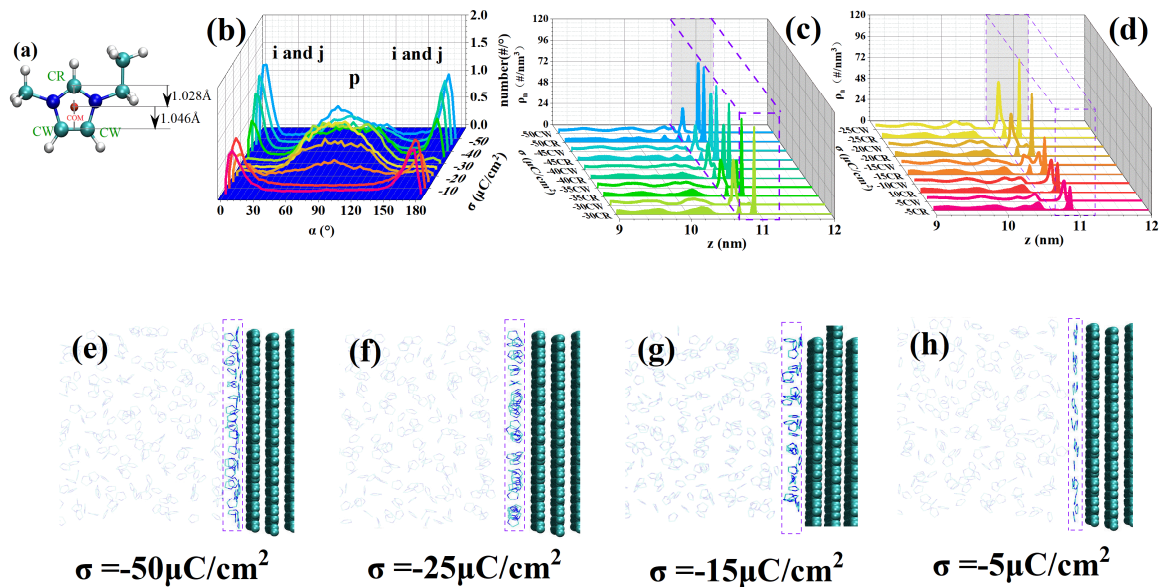 (a)
CR
COM
CW
CW
1.028Å
1.046Å
(b)
i and j
i and j
p
2.0
1.5
1.0
0.5
0.0
number(#/°)
-50
-40
-30
-20
-10
σ (μC/cm²)
0 30 60 90 120 150 180
α (°)
(c)
120
96
72
48
24
0
ρn (#/nm³)
-50CW
-50CR
-45CW
-45CR
-40CW
-40CR
-35CW
-35CR
-30CW
-30CR
σ (μC/cm²)
9 10 11 12
z (nm)
(d)
120
96
72
48
24
0
ρn (#/nm³)
-25CW
-25CR
-20CW
-20CR
-15CW
-15CR
-10CW
-10CR
-5CW
-5CR
σ (μC/cm²)
9 10 11 12
z (nm)
(e)
(f)
(g)
(h)
σ =-50μC/cm²
σ =-25μC/cm²
σ =-15μC/cm²
σ =-5μC/cm²